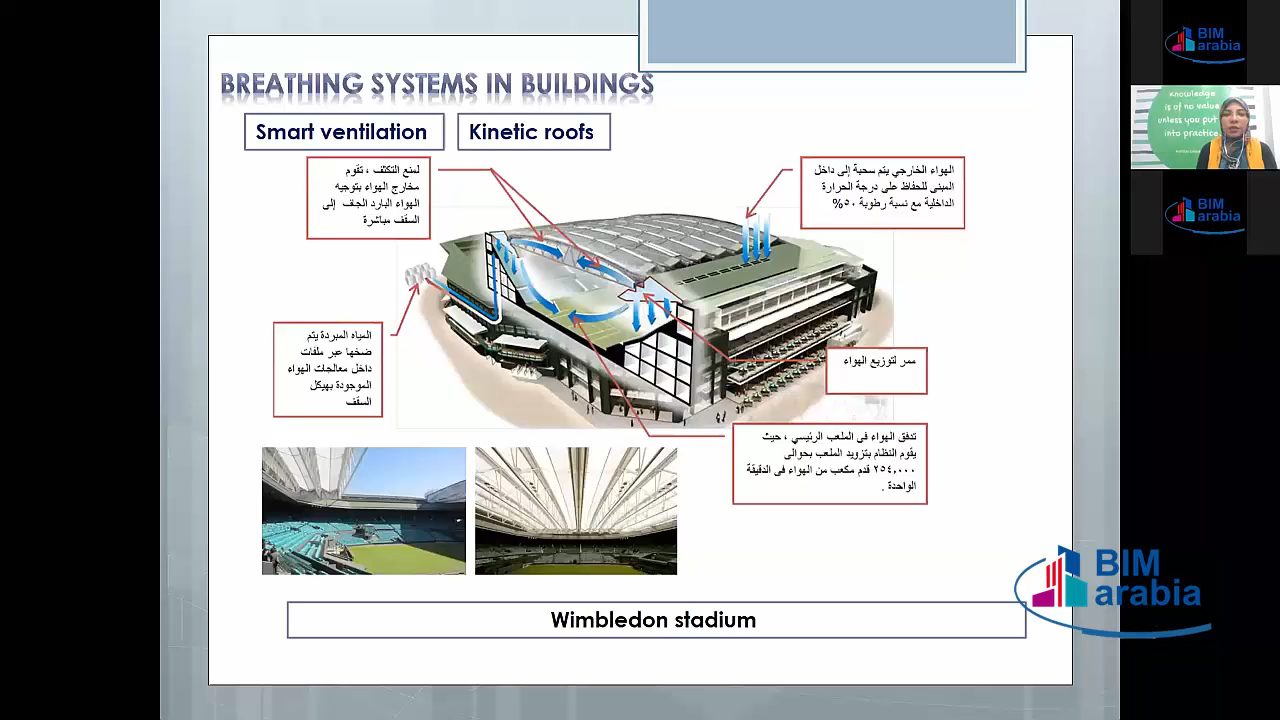 BREATHING SYSTEMS IN BUILDINGS
Smart ventilation
Kinetic roofs
لمنع التكثف ، تقوم
مخارج الهواء بتوجيه
الهواء البارد الجاف إلى
السقف مباشرة
الهواء الخارجي يتم سحبة إلى داخل
المبنى للحفاظ على درجة الحرارة
الداخلية مع نسبة رطوبة ٥٠%
المياه المبردة يتم
ضخها عبر ملفات
داخل معالجات الهواء
الموجودة بهيكل
السقف
ممر لتوزيع الهواء
تدفق الهواء فى الملعب الرئيسي ، حيث
يقوم النظام بتزويد الملعب بحوالى
٢٥٤,٠٠٠ قدم مكعب من الهواء فى الدقيقة
الواحدة .
Wimbledon stadium
BIM
arabia
BIM
arabia
knowledge
is of no value
unless you put
into practice
BIM
arabia